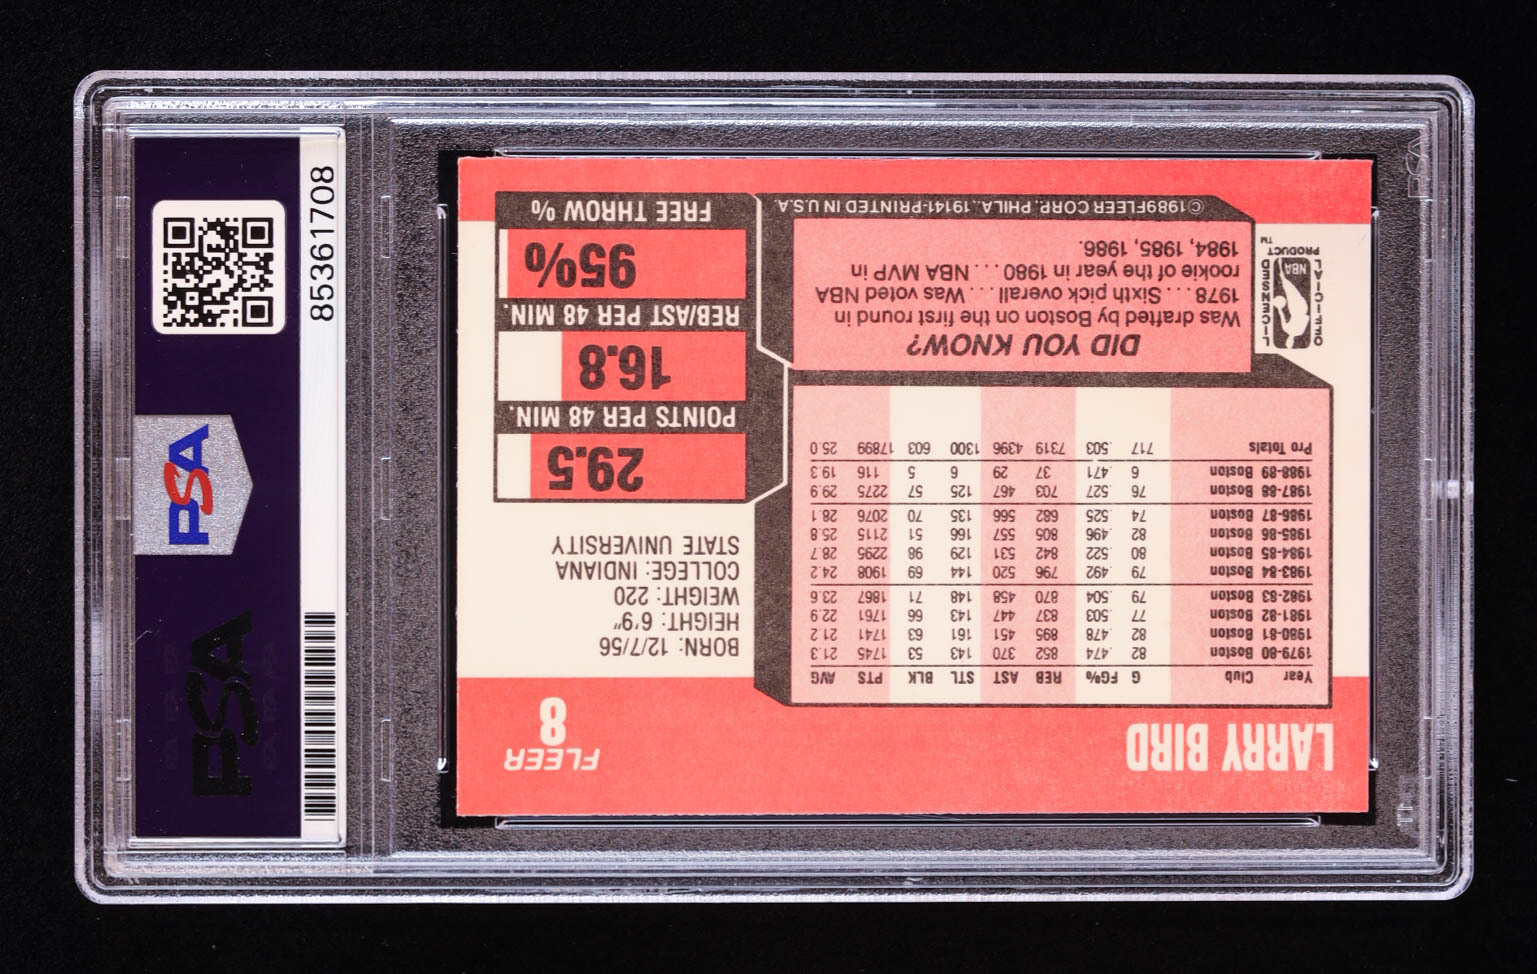 85361708
PSA
PSA
LARRY BIRD
FLEER
8
Year Club G FG% REB AST STL BLK PTS AVG
1979-80 Boston 82 .474 852 370 143 53 1745 21.3
1980-81 Boston 82 .478 895 451 161 63 1741 21.2
1981-82 Boston 77 .503 837 447 143 66 1761 22.9
1982-83 Boston 79 .504 870 458 148 71 1867 23.6
1983-84 Boston 79 .492 796 520 144 69 1908 24.2
1984-85 Boston 80 .522 842 531 129 98 2295 28.7
1985-86 Boston 82 .496 805 557 166 51 2115 25.8
1986-87 Boston 74 .525 682 566 135 70 2076 28.1
1987-88 Boston 76 .527 703 467 125 57 2275 29.9
1988-89 Boston 6 .471 37 29 6 5 116 19.3
Pro Totals 717 .503 7319 4396 1300 603 17899 25.0
BORN: 12/7/56
HEIGHT: 6'9"
WEIGHT: 220
COLLEGE: INDIANA
STATE UNIVERSITY
29.5
POINTS PER 48 MIN.
16.8
REB/AST PER 48 MIN.
95%
FREE THROW %
DID YOU KNOW?
Was drafted by Boston on the first round in
1978 . . . . Sixth pick overall . . . . Was voted NBA
rookie of the year in 1980 . . . . NBA MVP in
1984, 1985, 1986.
OFFICIAL
LICENSED
NBA
PRODUCT
TM
©1989FLEER CORP. PHILA., 19141-PRINTED IN U.S.A.
PSA